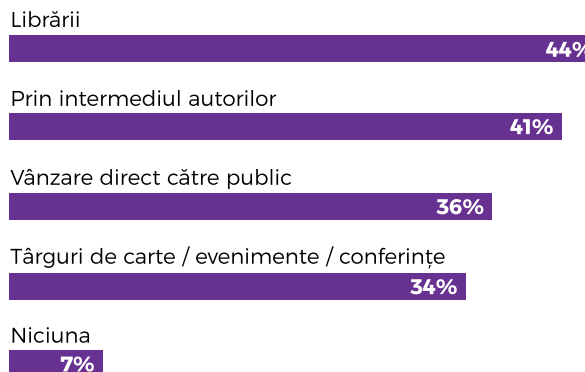 Librării
44%
Prin intermediul autorilor
41%
Vânzare direct către public
36%
Târguri de carte / evenimente / conferințe
34%
Niciuna
7%